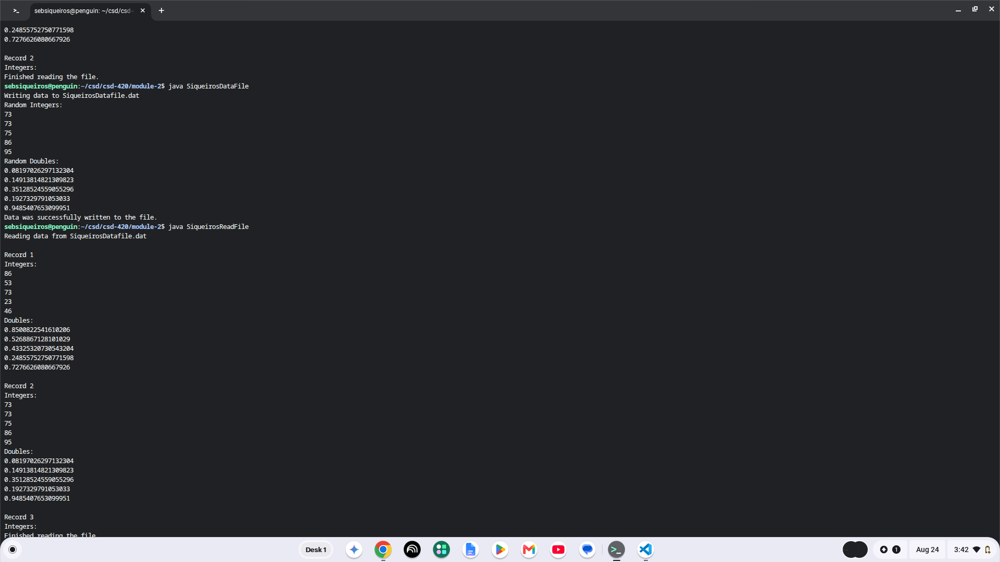 sebsiqueiros@penguin: ~/csd/csd-
0.24855752750771598
0.7276626080667926
Record 2
Integers:
Finished reading the file.
sebsiqueiros@penguin:~/csd/csd-420/module-2$ java SiqueirosDataFile
Writing data to SiqueirosDatafile.dat
Random Integers:
73
73
75
86
95
Random Doubles:
0.08197026297132304
0.14913814821309823
0.35128524559055296
0.1927329791053033
0.9485407653099951
Data was successfully written to the file.
sebsiqueiros@penguin:~/csd/csd-420/module-2$ java SiqueirosReadFile
Reading data from SiqueirosDatafile.dat
Record 1
Integers:
86
53
73
23
46
Doubles:
0.8500822541610206
0.5268867128101029
0.43325320730543204
0.24855752750771598
0.7276626080667926
Record 2
Integers:
73
73
75
86
95
Doubles:
0.08197026297132304
0.14913814821309823
0.35128524559055296
0.1927329791053033
0.9485407653099951
Record 3
Integers:
Finished reading the file
Desk 1
1
Aug 24
3:42